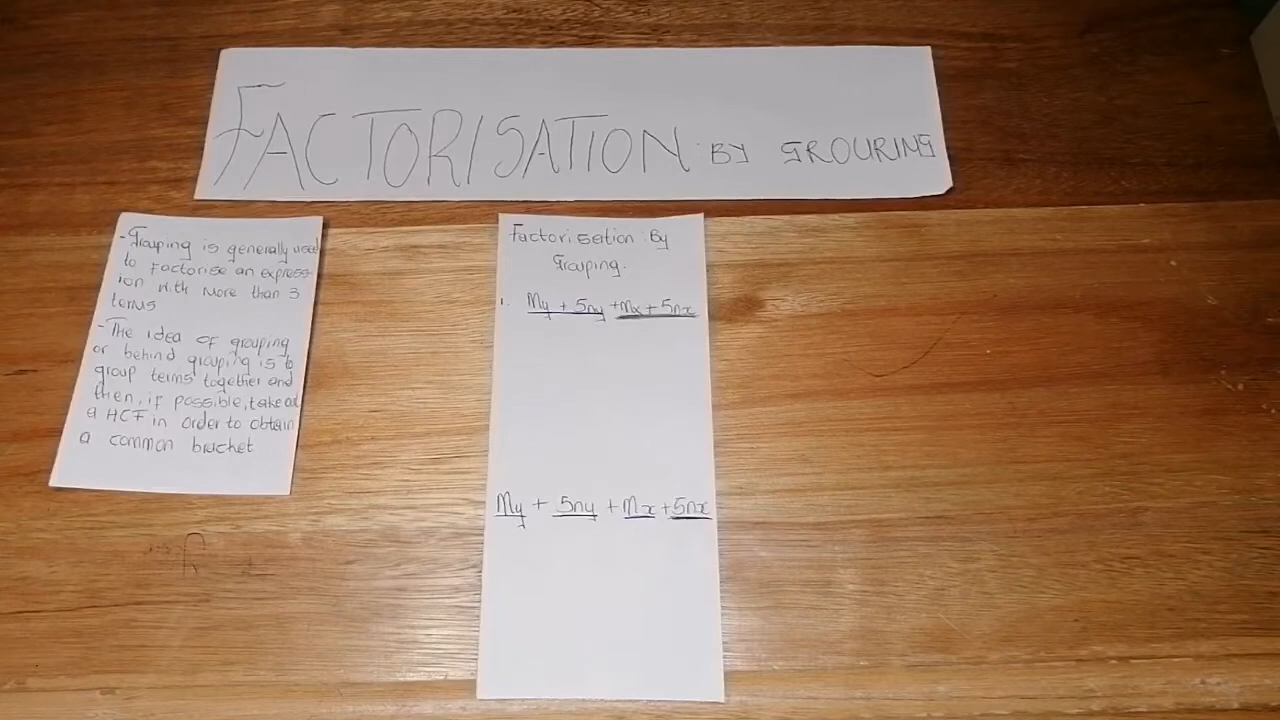 FACTORISATION: BY GROURING
- Grouping is generally used
to Factorise an express-
ion with more than 3
terms
- The idea OF grouping
or behind grouping is to
group terms together and
then, if possible, take out
a HCF in order to obtain
a common bracket
Factorisation: By
Grouping.
1. My + 5ny + Mx + 5nx
My + 5ny + Mx + 5nx